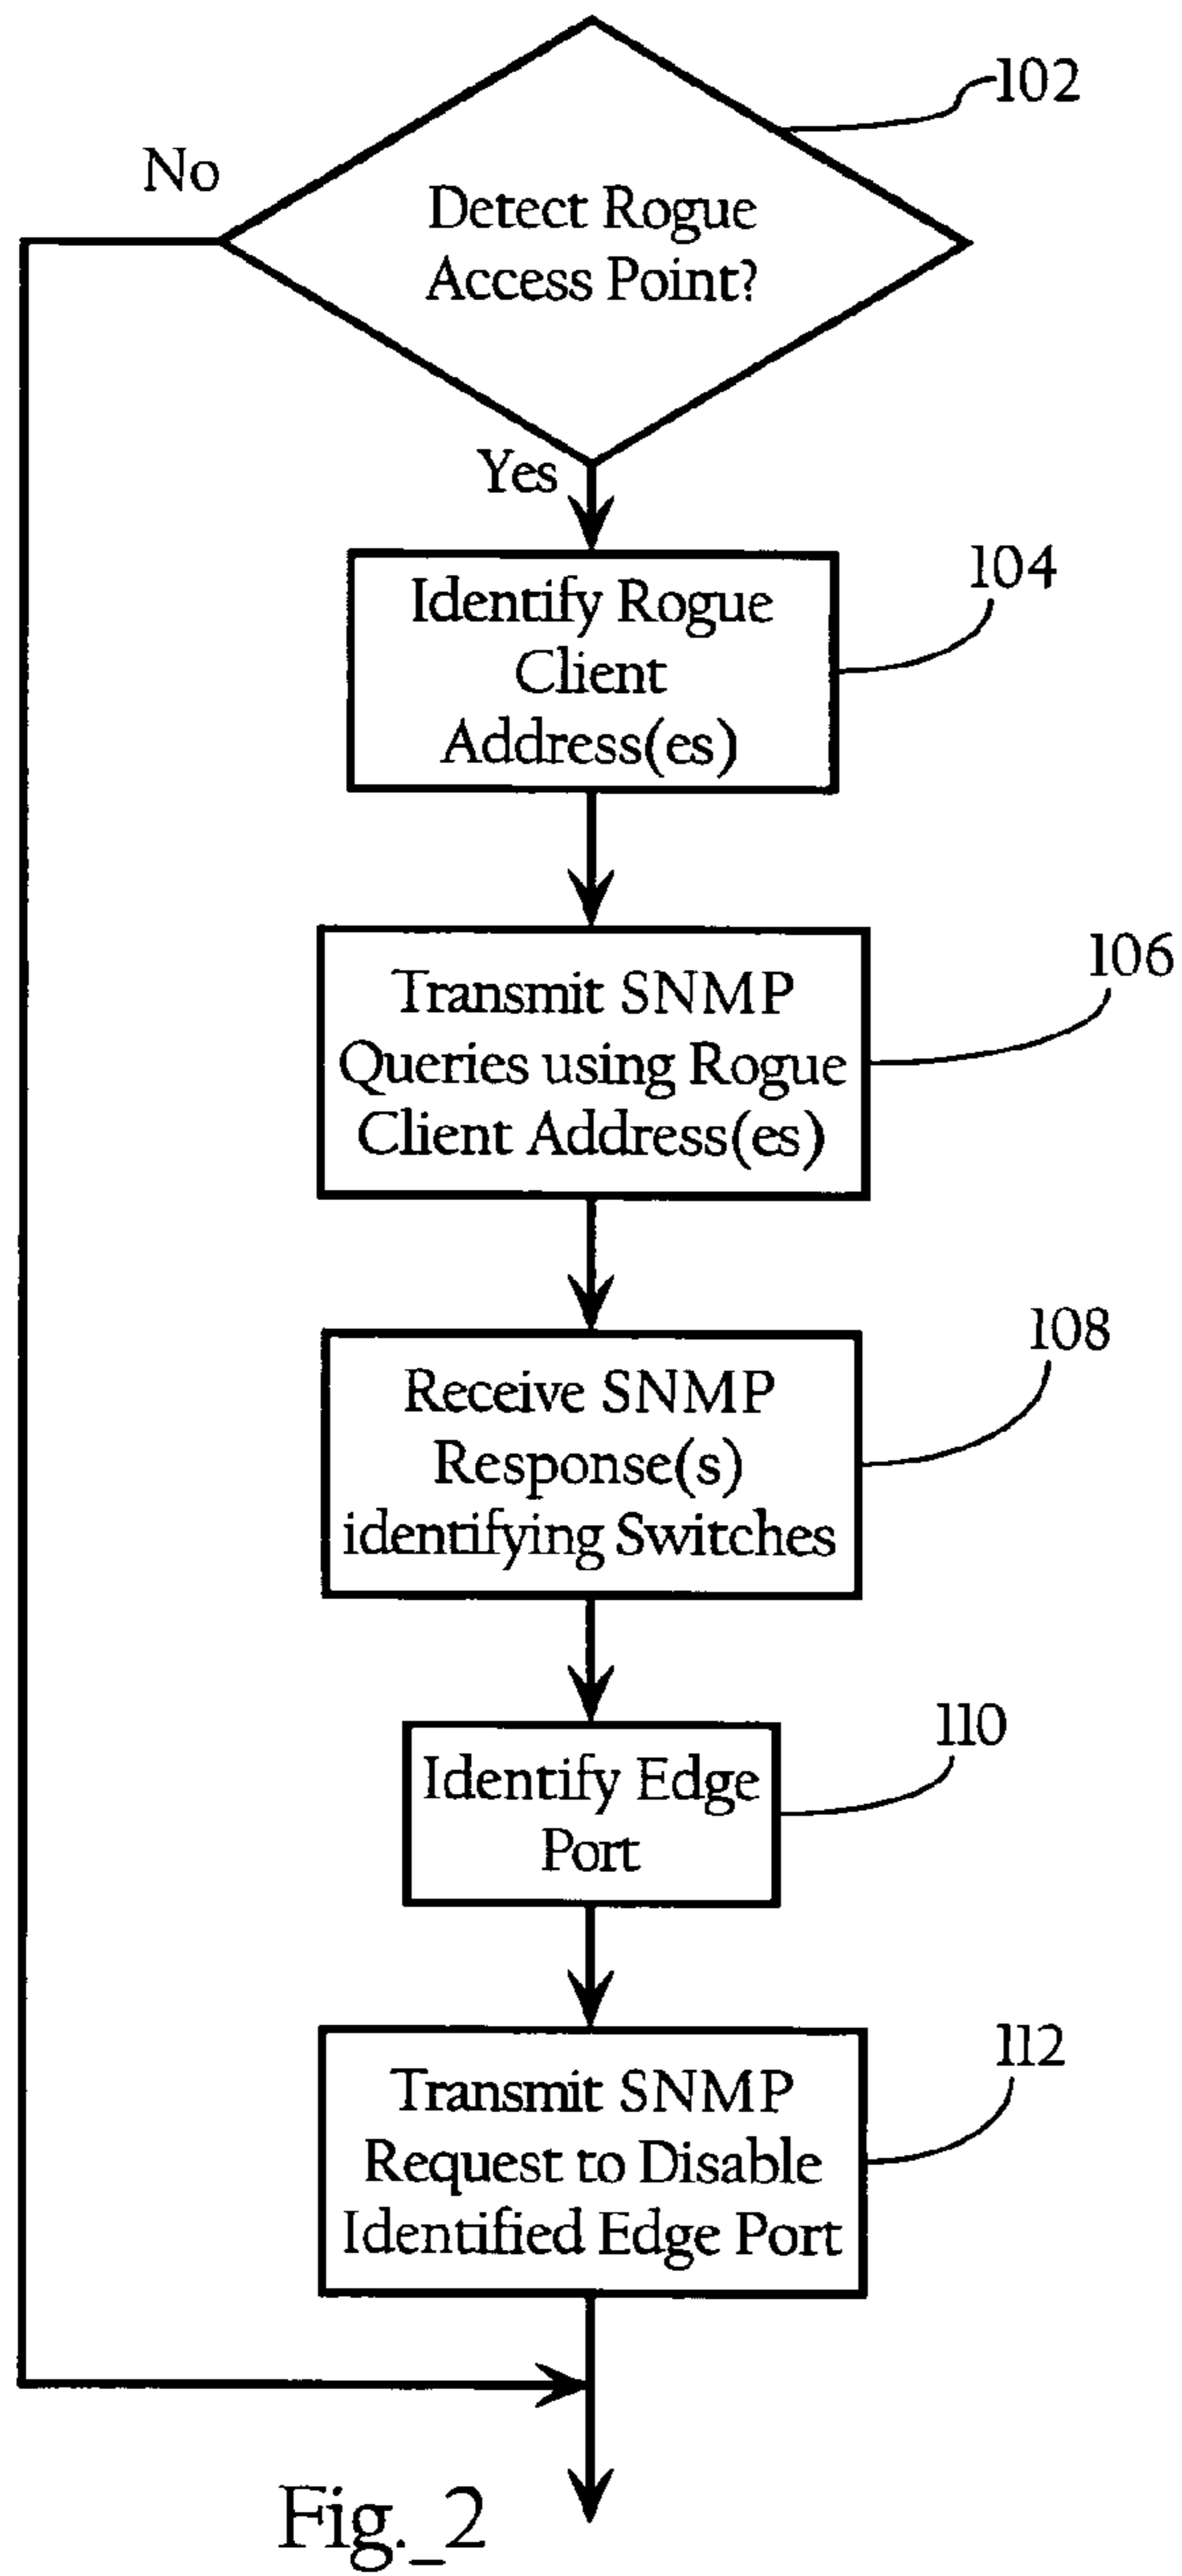 102
No
Detect Rogue
Access Point?
Yes
104
Identify Rogue
Client
Address(es)
106
Transmit SNMP
Queries using Rogue
Client Address(es)
108
Receive SNMP
Response(s)
identifying Switches
110
Identify Edge
Port
112
Transmit SNMP
Request to Disable
Identified Edge Port
Fig._2